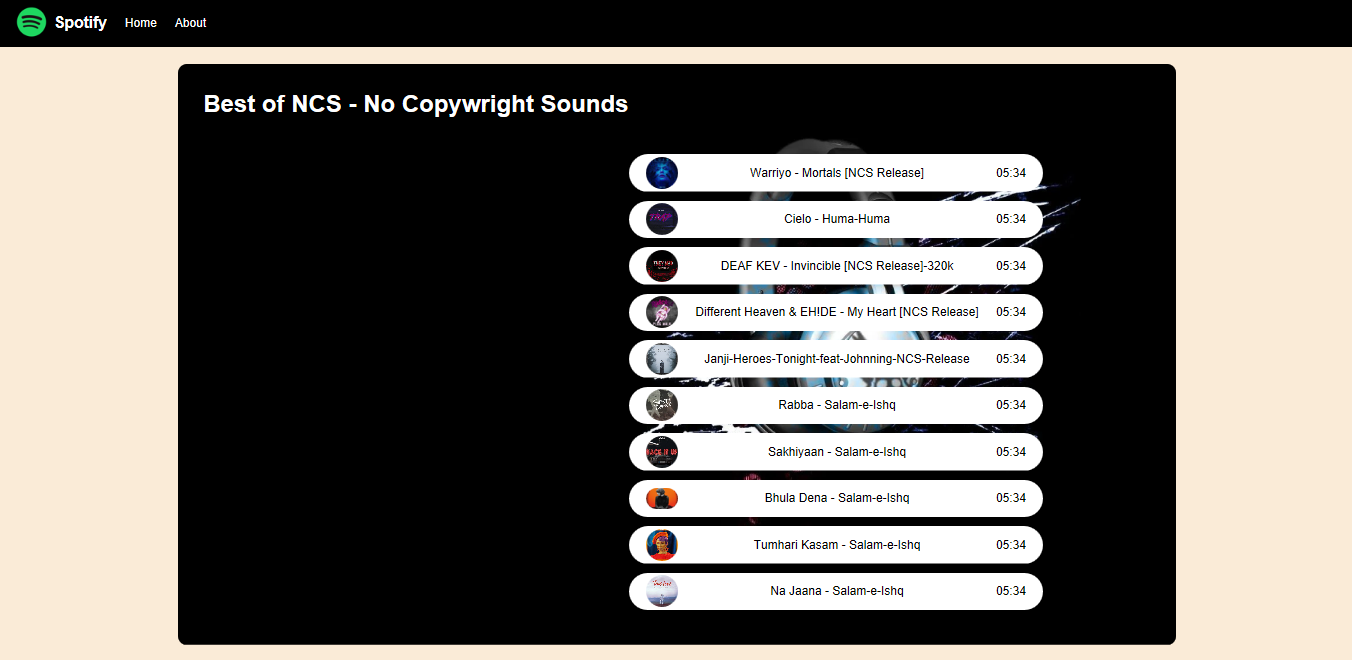 Spotify Home About
Best of NCS - No Copywright Sounds
Warriyo - Mortals [NCS Release] 05:34
Cielo - Huma-Huma 05:34
DEAF KEV - Invincible [NCS Release]-320k 05:34
Different Heaven & EHIDE - My Heart [NCS Release] 05:34
Janji-Heroes-Tonight-feat-Johnning-NCS-Release 05:34
Rabba - Salam-e-Ishq 05:34
Sakhiyaan - Salam-e-Ishq 05:34
Bhula Dena - Salam-e-Ishq 05:34
Tumhari Kasam - Salam-e-Ishq 05:34
Na Jaana - Salam-e-Ishq 05:34